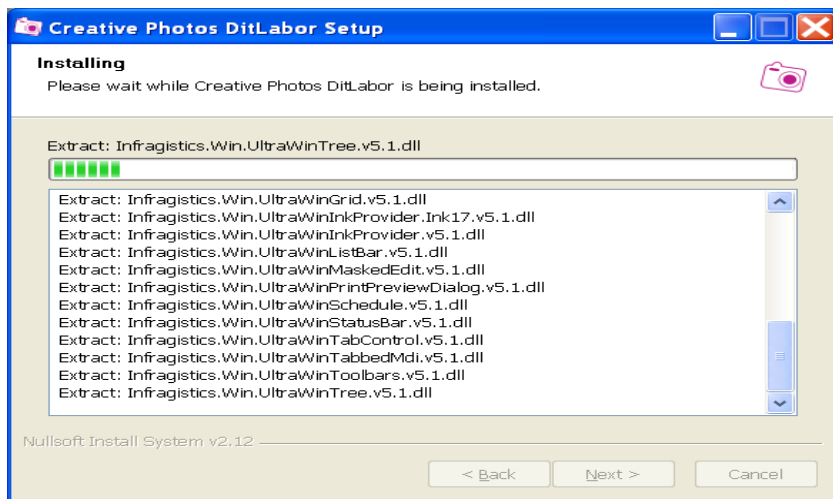 Creative Photos DitLabor Setup
Installing
Please wait while Creative Photos DitLabor is being installed.
Extract: Infragistics.Win.UltraWinTree.v5.1.dll
Extract: Infragistics.Win.UltraWinGrid.v5.1.dll
Extract: Infragistics.Win.UltraWinInkProvider.Ink17.v5.1.dll
Extract: Infragistics.Win.UltraWinInkProvider.v5.1.dll
Extract: Infragistics.Win.UltraWinListBar.v5.1.dll
Extract: Infragistics.Win.UltraWinMaskedEdit.v5.1.dll
Extract: Infragistics.Win.UltraWinPrintPreviewDialog.v5.1.dll
Extract: Infragistics.Win.UltraWinSchedule.v5.1.dll
Extract: Infragistics.Win.UltraWinStatusBar.v5.1.dll
Extract: Infragistics.Win.UltraWinTabControl.v5.1.dll
Extract: Infragistics.Win.UltraWinTabbedMdi.v5.1.dll
Extract: Infragistics.Win.UltraWinToolbars.v5.1.dll
Extract: Infragistics.Win.UltraWinTree.v5.1.dll
Nullsoft Install System v2.12
< Back Next > Cancel